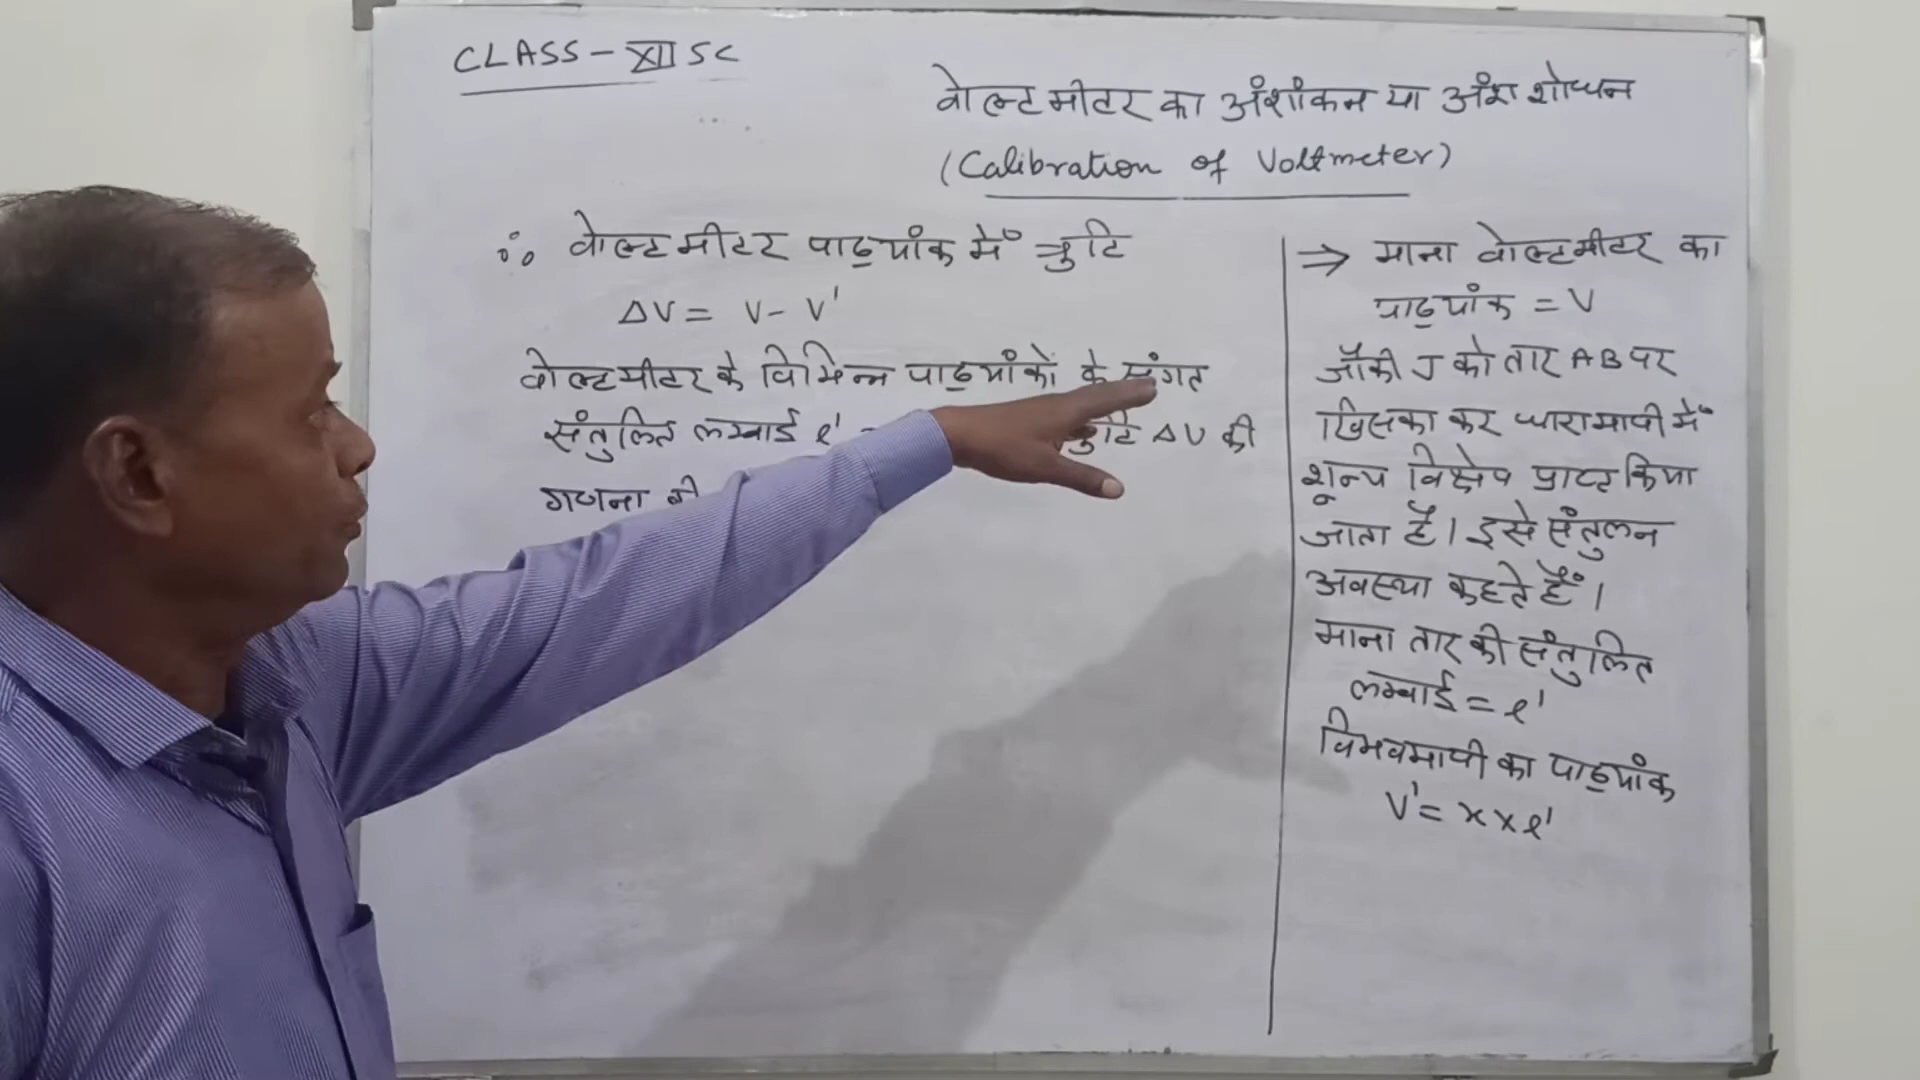 CLASS - XII SC
वोल्टमीटर का अंशांकन या अंश शोधन
(Calibration of Voltmeter)
∴ वोल्टमीटर पाठ्यांक में त्रुटि
ΔV = V - V'
वोल्टमीटर के विभिन्न पाठ्यांकों के संगत
संतुलित लम्बाई l' त्रुटि ΔV की
गणना
⇒ माना वोल्टमीटर का
पाठ्यांक = V
जॉकी J को तार AB पर
खिसका कर धारामापी में
शून्य विक्षेप प्राप्त किया
जाता है। इसे संतुलन
अवस्था कहते हैं।
माना तार की संतुलित
लम्बाई = l'
विभवमापी का पाठ्यांक
V' = x × l'